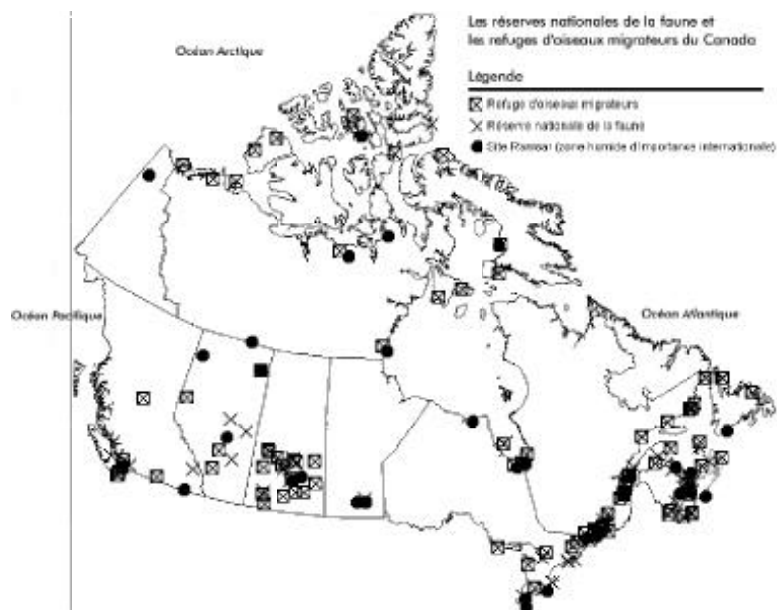 Les réserves nationales de la faune et
les refuges d'oiseaux migrateurs du Canada
Océan Arctique
Légende
Refuge d'oiseaux migrateurs
Réserve nationale de la faune
Site Ramsar (zone humide d'importance internationale)
Océan Pacifique
Océan Atlantique